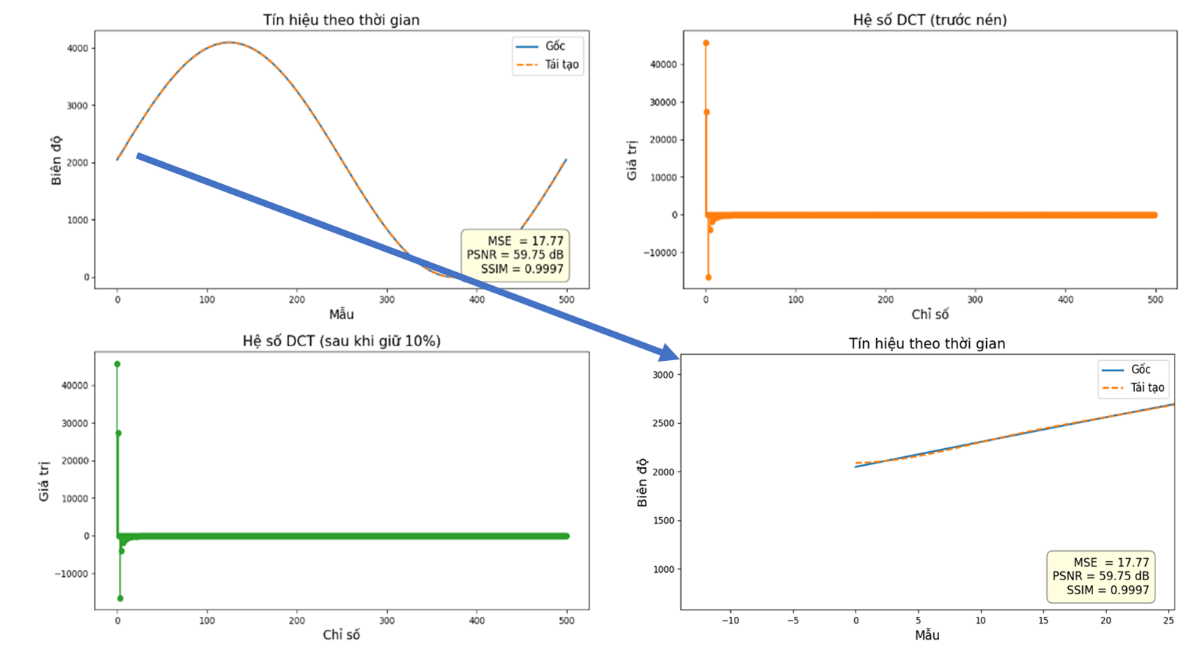 Tín hiệu theo thời gian
Gốc
Tái tạo
Biên độ
4000
3000
2000
1000
0
MSE = 17.77
PSNR = 59.75 dB
SSIM = 0.9997
0 100 200 300 400 500
Mẫu
Hệ số DCT (trước nén)
Giá trị
40000
30000
20000
10000
0
−10000
0 100 200 300 400 500
Chỉ số
Hệ số DCT (sau khi giữ 10%)
Giá trị
40000
30000
20000
10000
0
−10000
0 100 200 300 400 500
Chỉ số
Tín hiệu theo thời gian
Gốc
Tái tạo
Biên độ
3000
2500
2000
1500
1000
MSE = 17.77
PSNR = 59.75 dB
SSIM = 0.9997
−10 −5 0 5 10 15 20 25
Mẫu